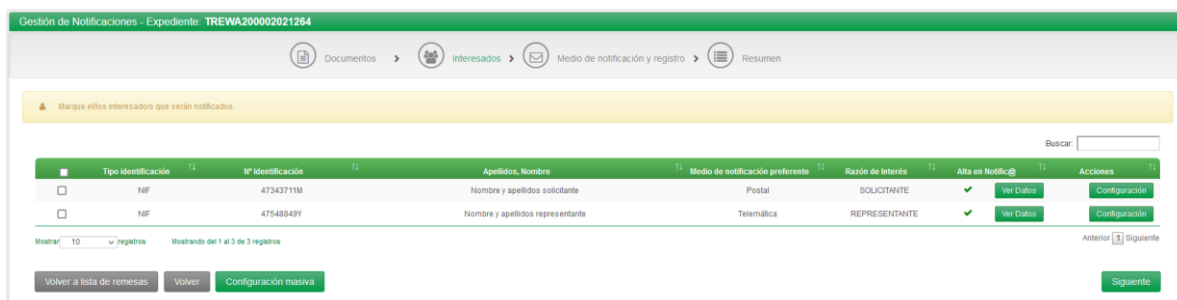 Gestión de Notificaciones - Expediente: TREWA200002021264
Documentos > Interesados > Medio de notificación y registro > Resumen
Marque el/los interesado/s que serán notificados.
Buscar:
Tipo identificación Nº Identificación Apellidos, Nombre Medio de notificación preferente Razón de Interés Alta en Notific@ Acciones
NIF 47343711M Nombre y apellidos solicitante Postal SOLICITANTE Ver Datos Configuración
NIF 47548849Y Nombre y apellidos representante Telemática REPRESENTANTE Ver Datos Configuración
Mostrar 10 registros Mostrando del 1 al 3 de 3 registros Anterior 1 Siguiente
Volver a lista de remesas Volver Configuración masiva Siguiente